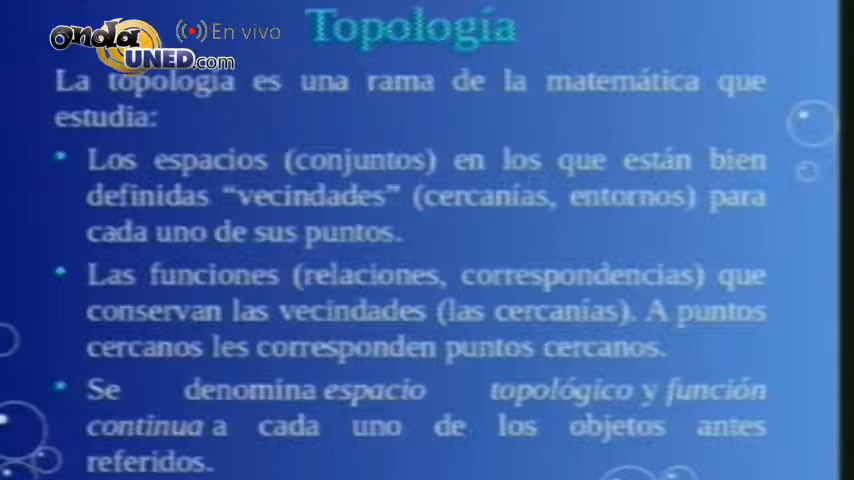 onda UNED.com
En vivo
Topología
La topología es una rama de la matemática que
estudia:
• Los espacios (conjuntos) en los que están bien
definidas “vecindades” (cercanías, entornos) para
cada uno de sus puntos.
• Las funciones (relaciones, correspondencias) que
conservan las vecindades (las cercanías). A puntos
cercanos les corresponden puntos cercanos.
• Se denomina espacio topológico y función
continua a cada uno de los objetos antes
referidos.